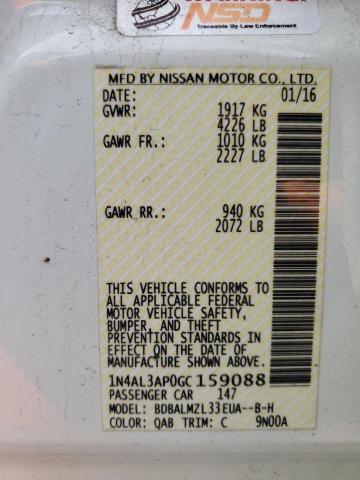 NSD
Traceable By Law Enforcement
MFD BY NISSAN MOTOR CO., LTD.
DATE: 01/16
GVWR: 1917 KG
4226 LB
GAWR FR.: 1010 KG
2227 LB
GAWR RR.: 940 KG
2072 LB
THIS VEHICLE CONFORMS TO
ALL APPLICABLE FEDERAL
MOTOR VEHICLE SAFETY,
BUMPER, AND THEFT
PREVENTION STANDARDS IN
EFFECT ON THE DATE OF
MANUFACTURE SHOWN ABOVE.
1N4AL3AP0GC159088
PASSENGER CAR 147
MODEL: BDBALMZL33EUA--B-H
COLOR: QAB TRIM: C 9N00A